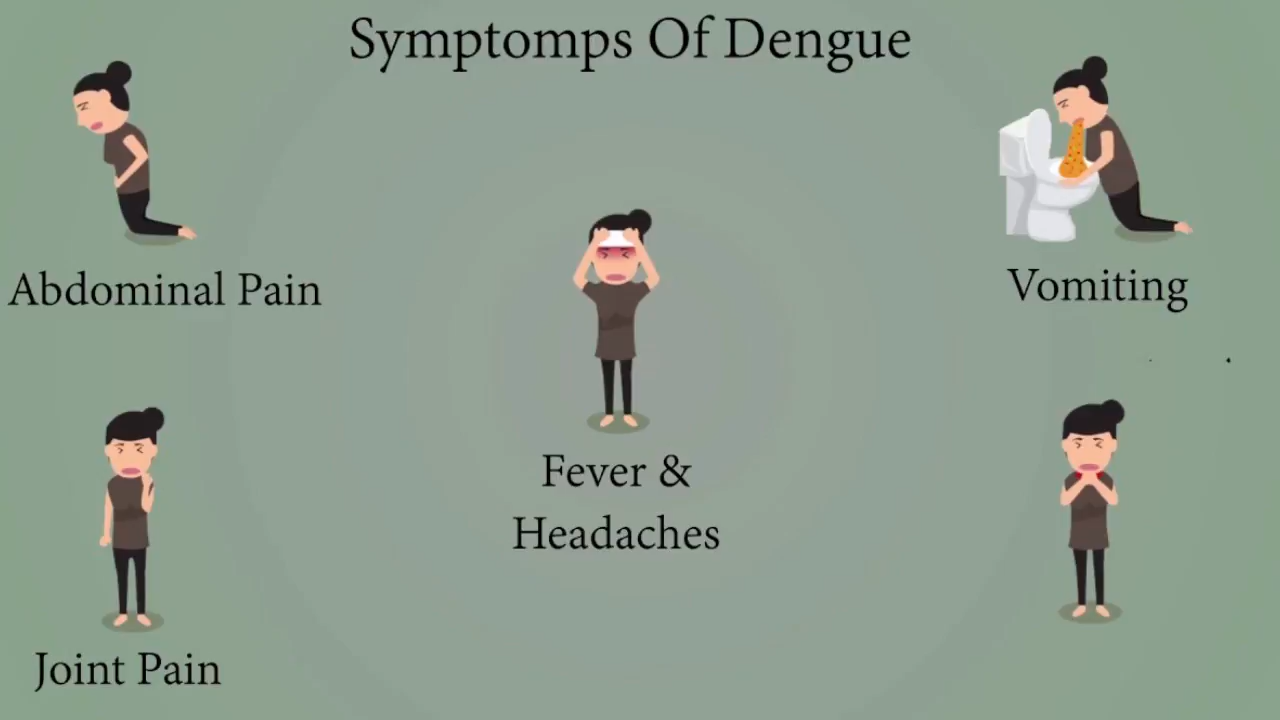 Symptomps Of Dengue
Abdominal Pain
Vomiting
Fever &
Headaches
Joint Pain